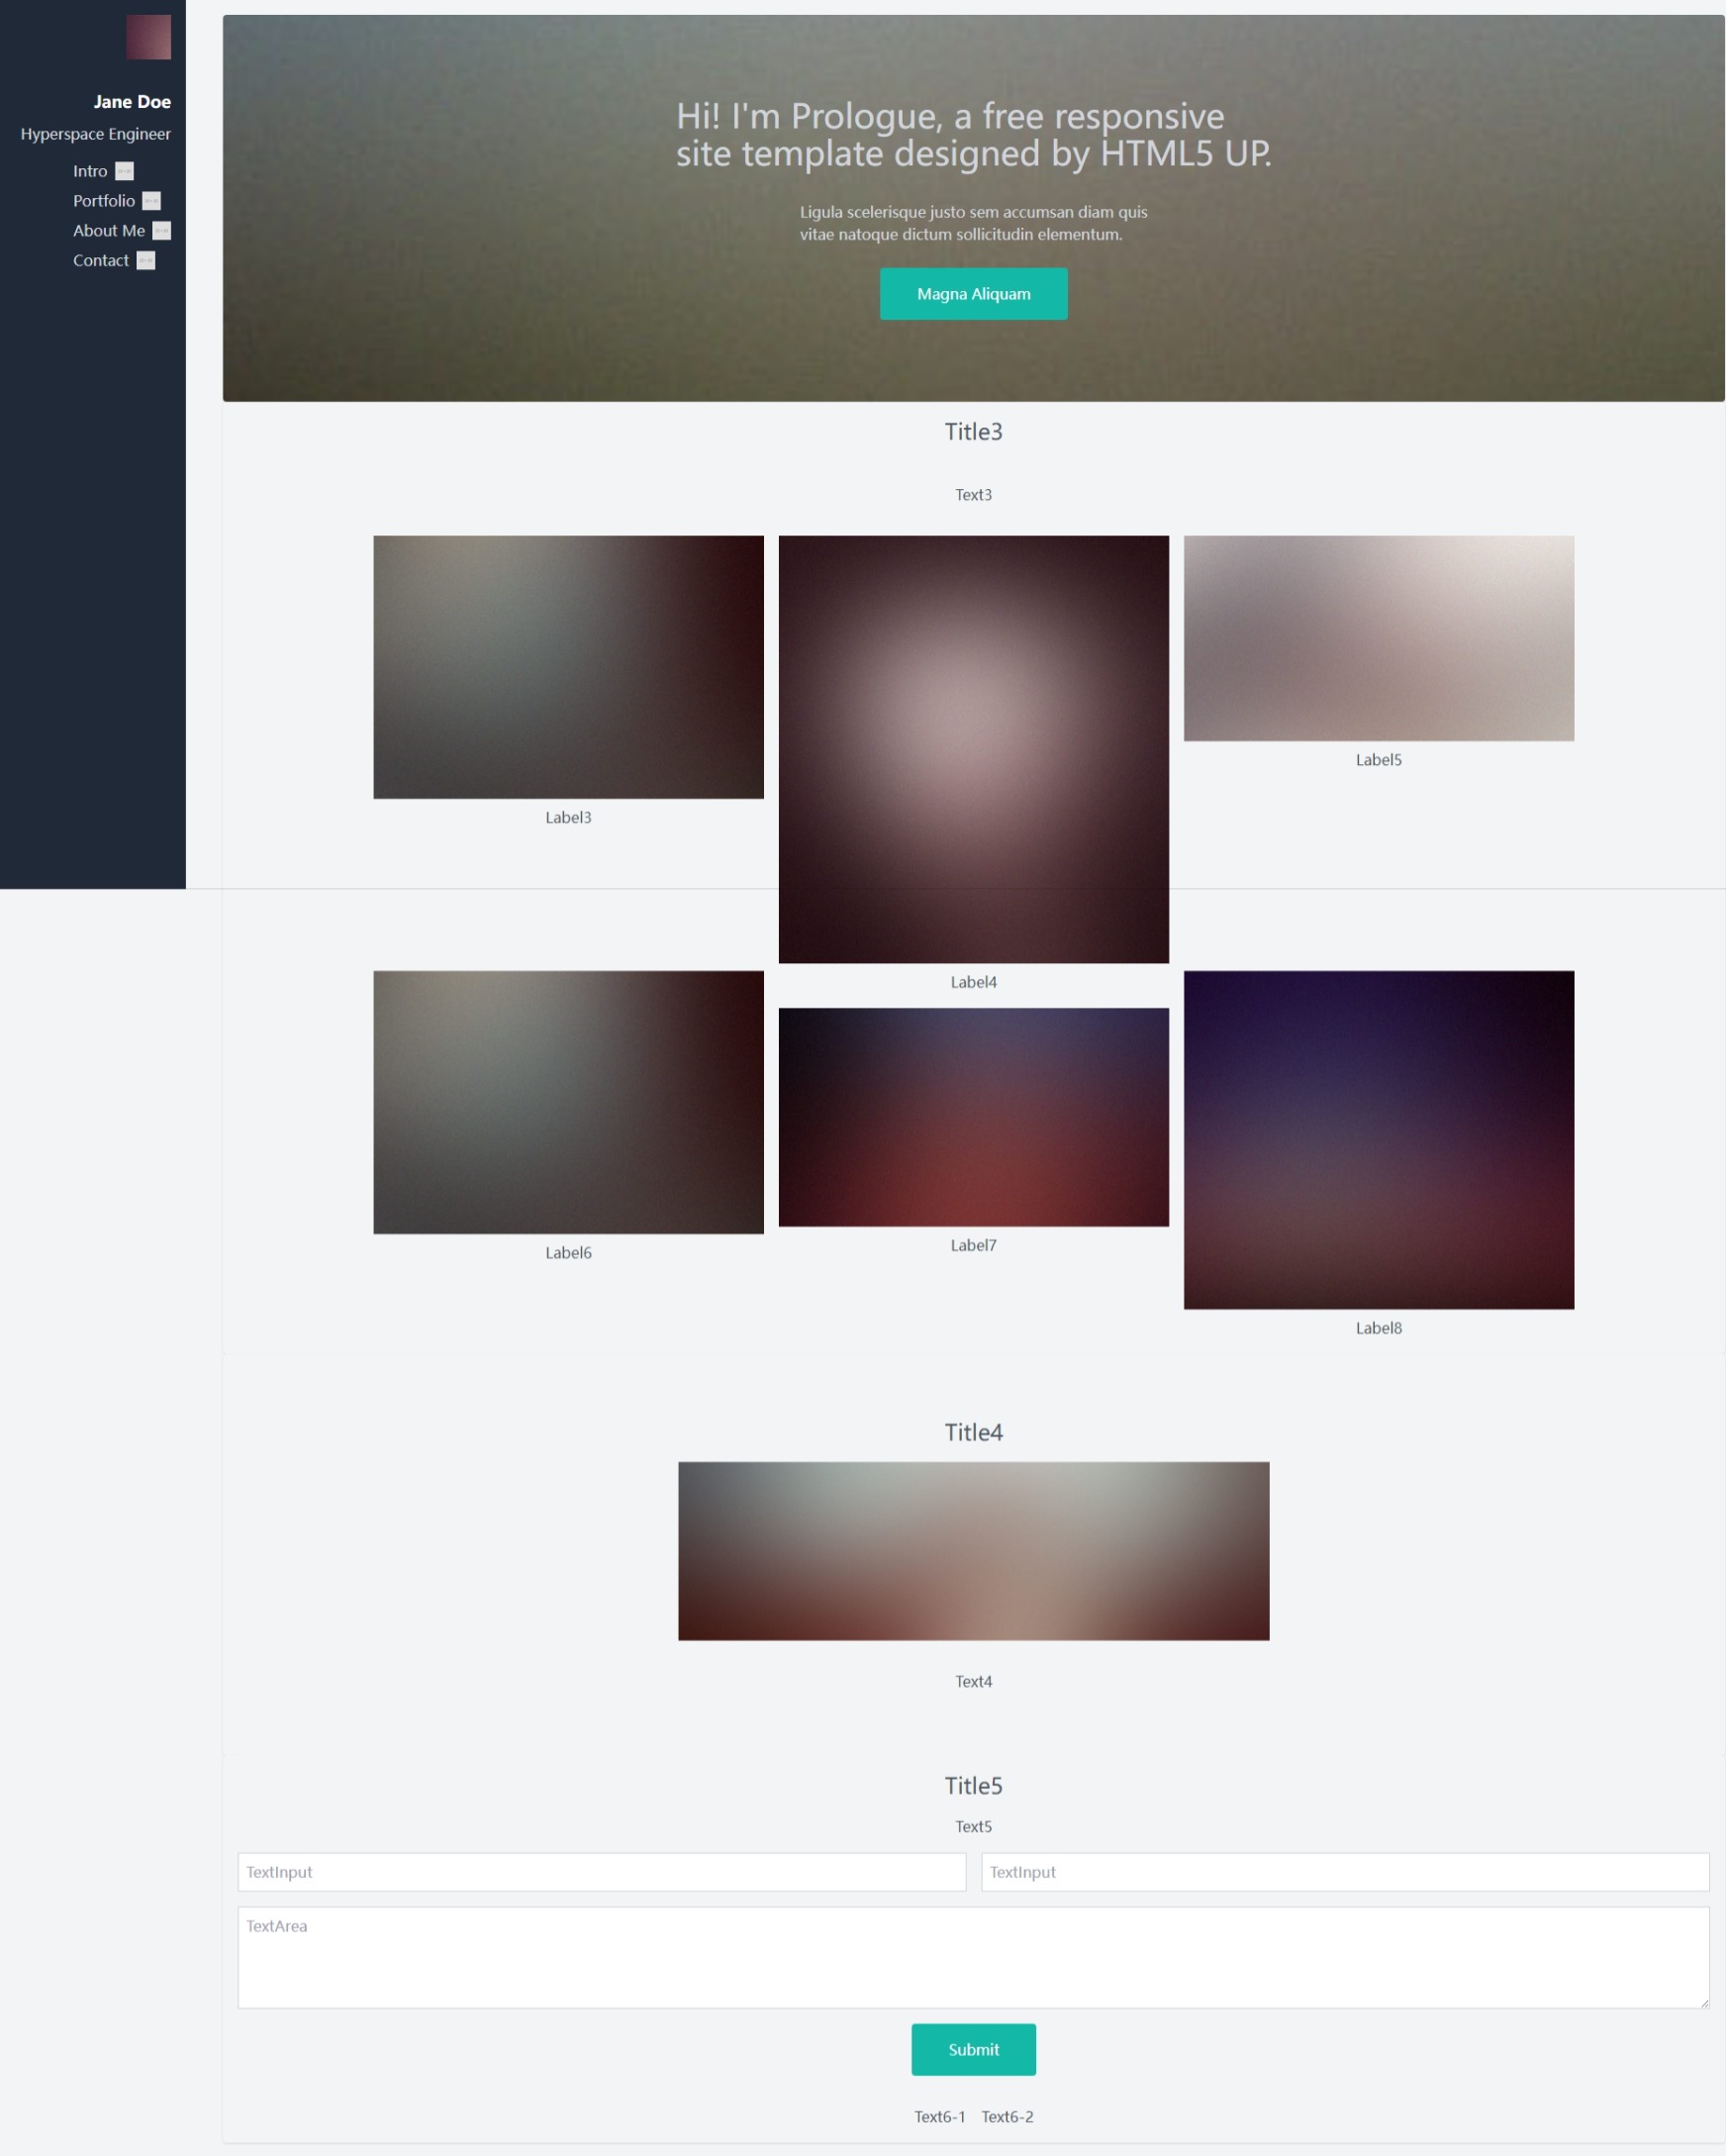 Jane Doe
Hyperspace Engineer
Intro
Portfolio
About Me
Contact
Hi! I'm Prologue, a free responsive
site template designed by HTML5 UP.
Ligula scelerisque justo sem accumsan diam quis
vitae natoque dictum sollicitudin elementum.
Magna Aliquam
Title3
Text3
Label3
Label4
Label5
Label6
Label7
Label8
Title4
Text4
Title5
Text5
TextInput TextInput
TextArea
Submit
Text6-1 Text6-2